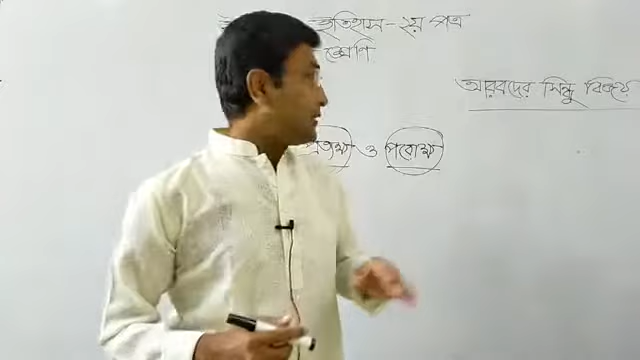 ইতিহাস - ২য় পত্র
শ্রেণি
আরবদের সিন্ধু বিজয়
ও পরোক্ষ